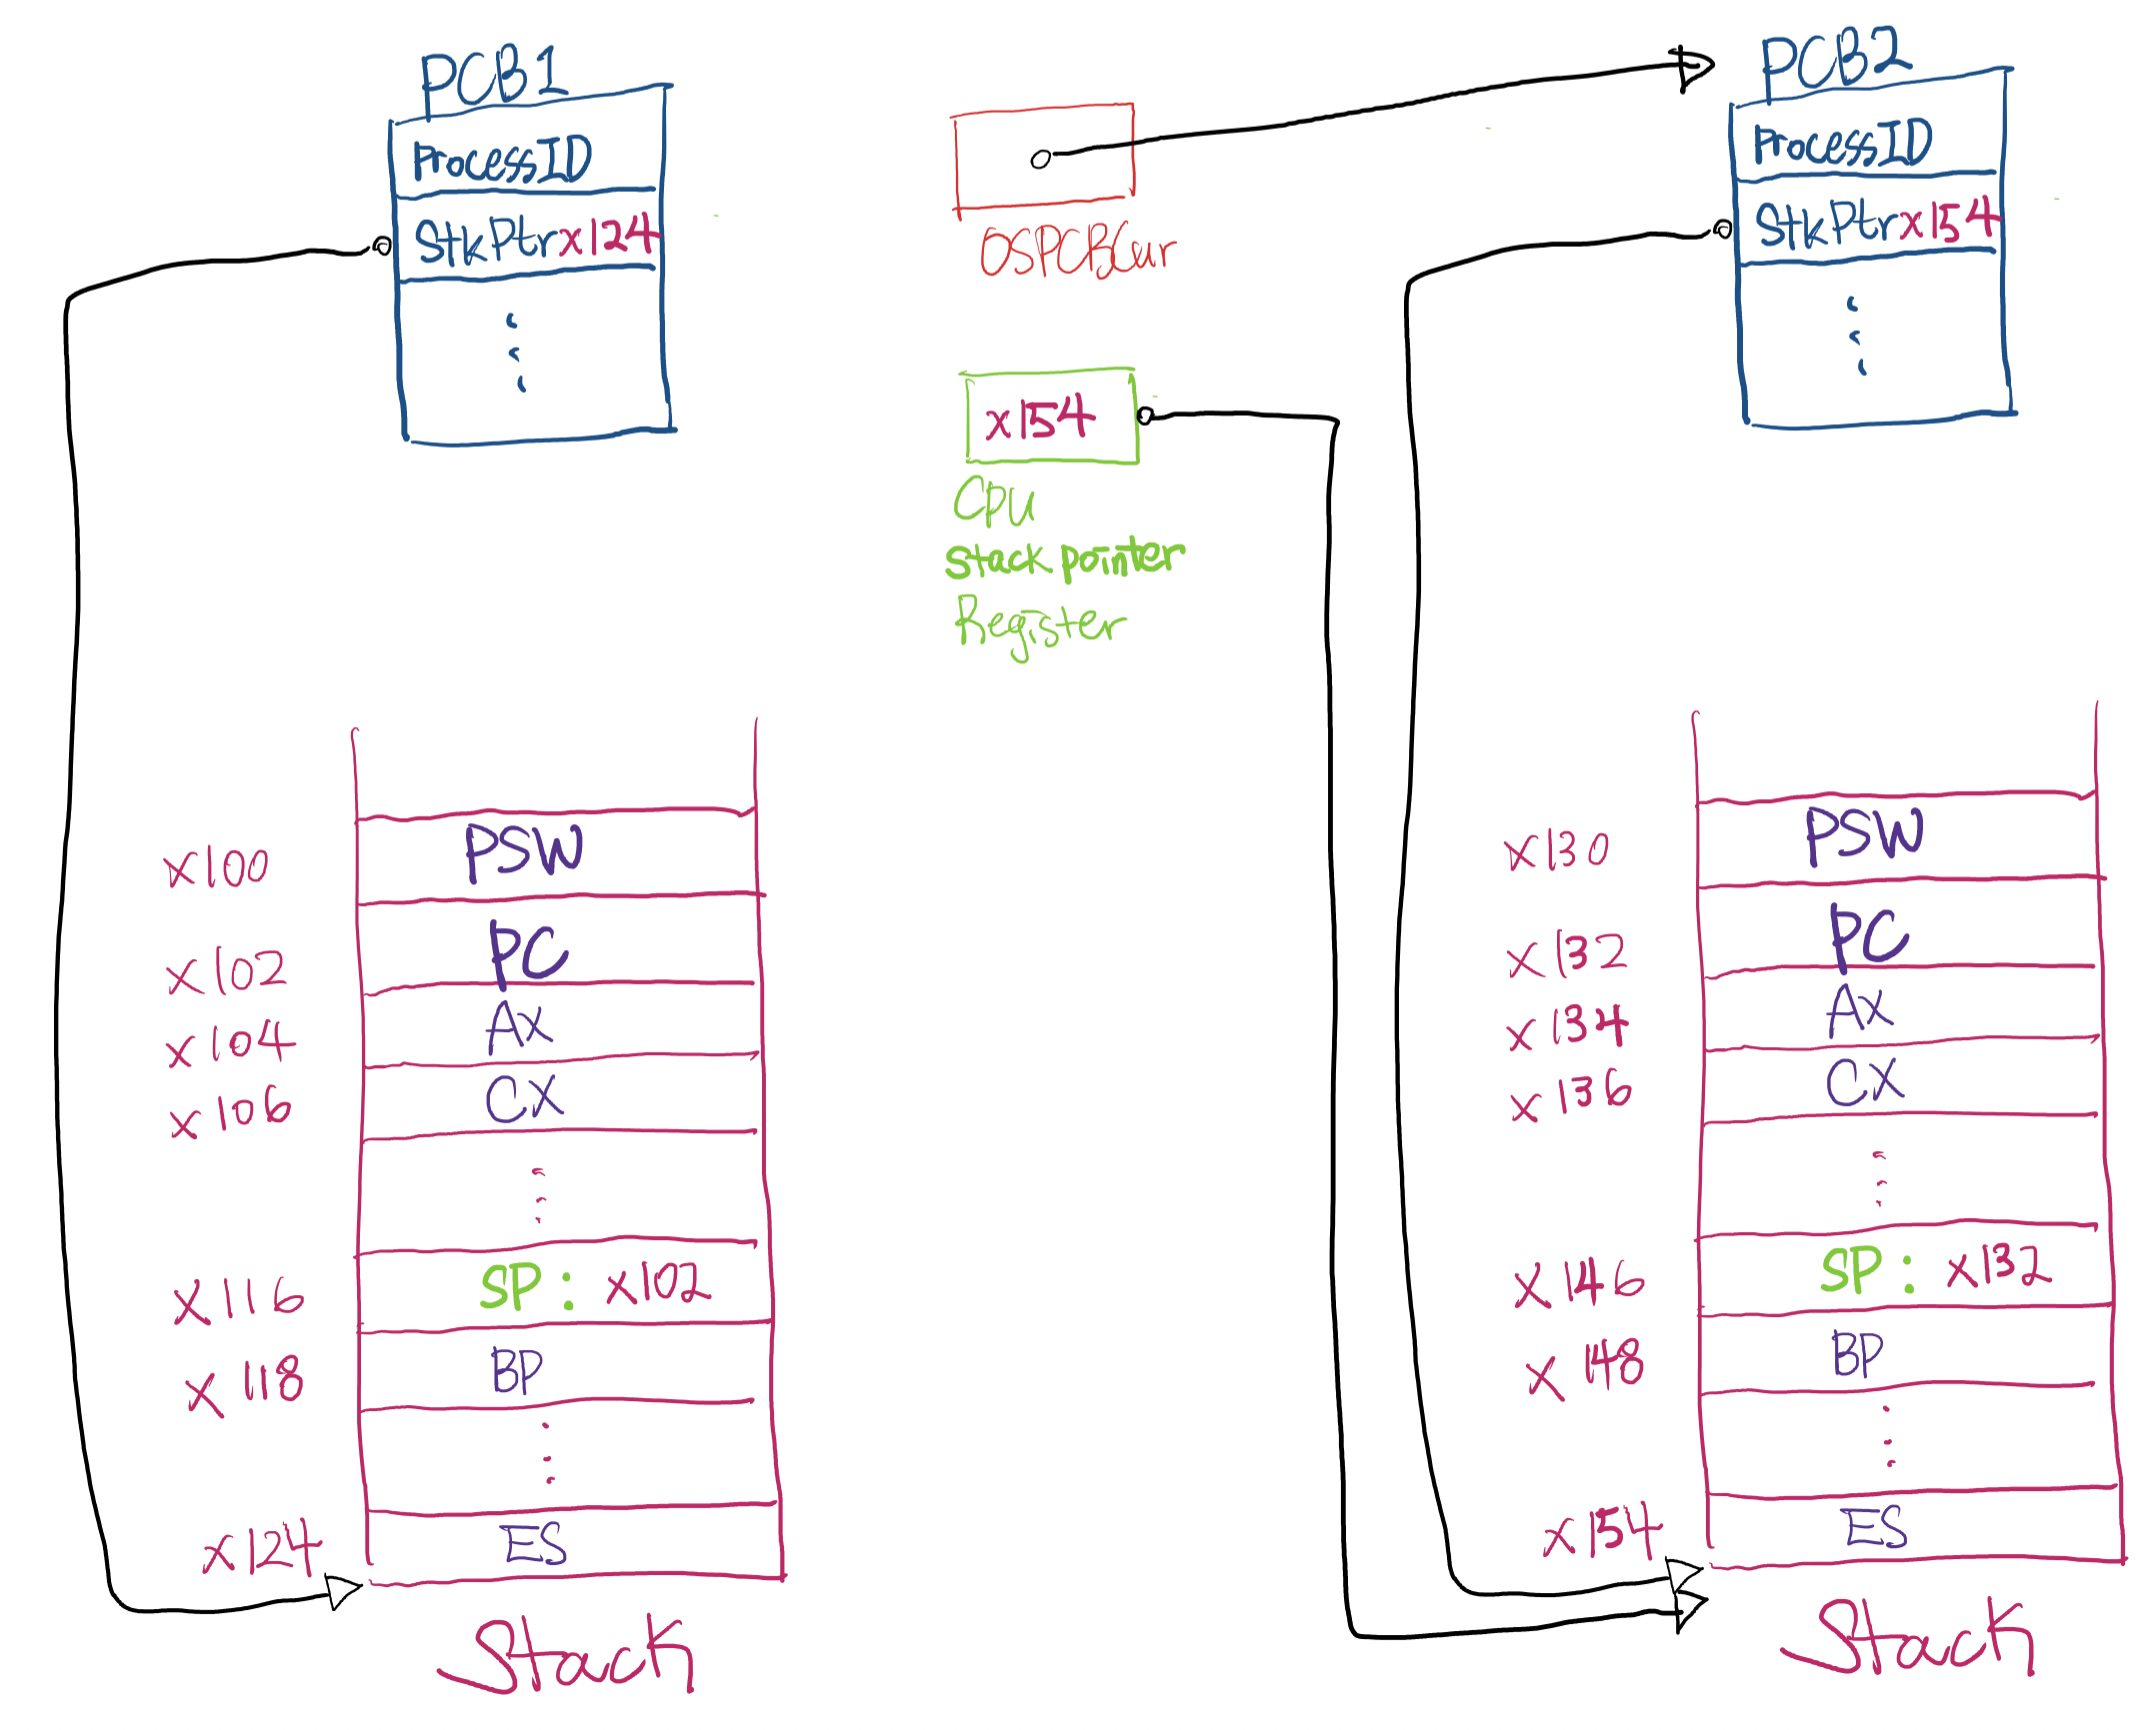 PCB1
ProcessID
StkPtr x124
OSPCBCur
x154
CPU
stack pointer
Register
PCB2
ProcessID
StkPtr x154
x100 PSW
x102 PC
x104 AX
x106 CX
x116 SP: x102
x118 BP
x124 ES
Stack
x130 PSW
x132 PC
x134 AX
x136 CX
x146 SP: x132
x148 BP
x154 ES
Stack